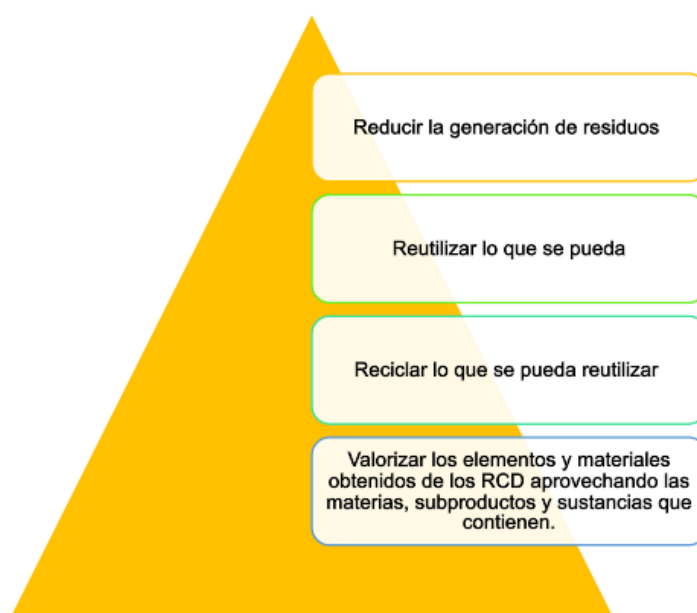 Reducir la generación de residuos
Reutilizar lo que se pueda
Reciclar lo que se pueda reutilizar
Valorizar los elementos y materiales
obtenidos de los RCD aprovechando las
materias, subproductos y sustancias que
contienen.